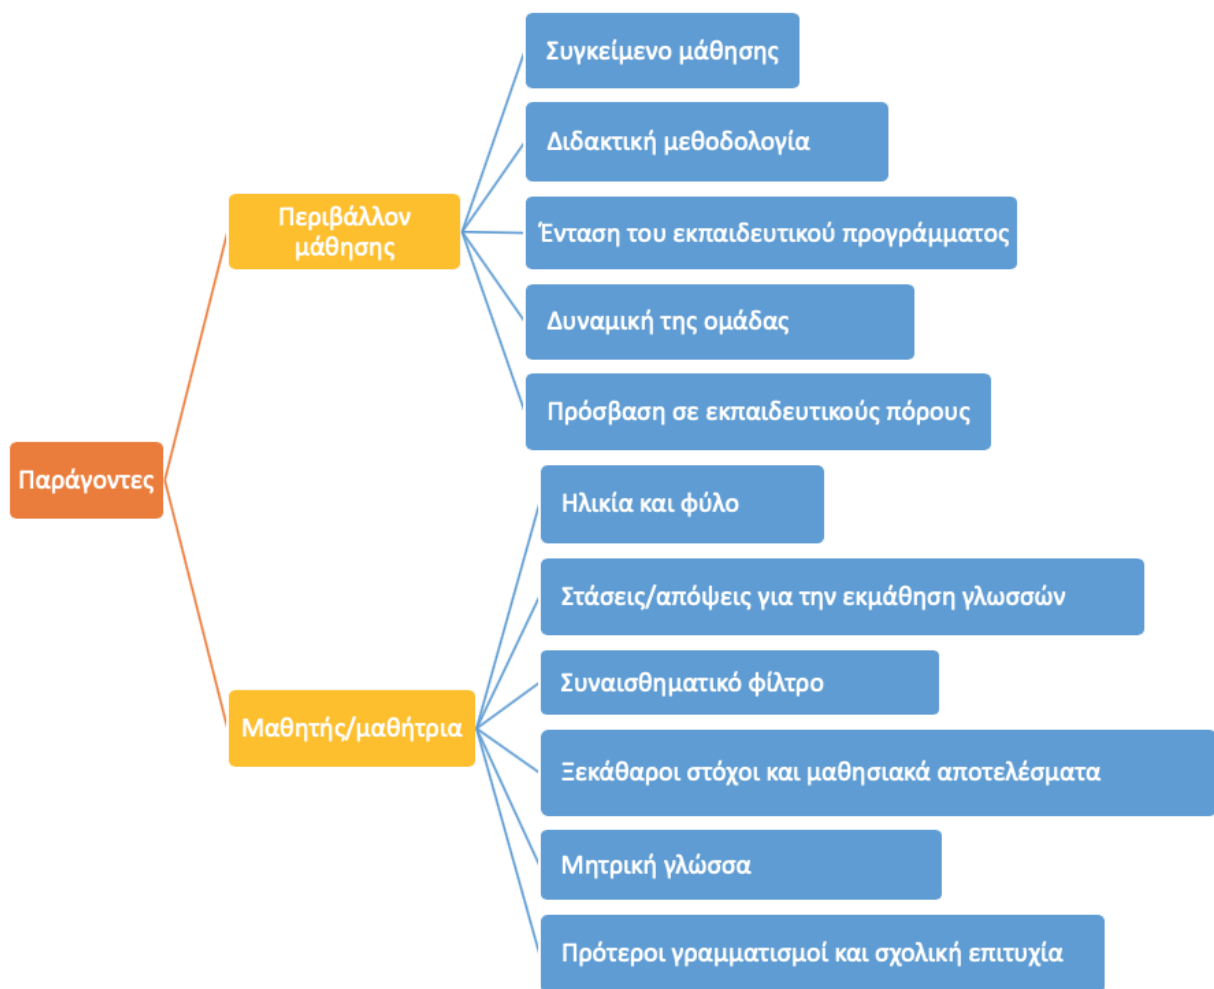 Συγκείμενο μάθησης
Διδακτική μεθοδολογία
Περιβάλλον
μάθησης
Ένταση του εκπαιδευτικού προγράμματος
Δυναμική της ομάδας
Πρόσβαση σε εκπαιδευτικούς πόρους
Παράγοντες
Ηλικία και φύλο
Στάσεις/απόψεις για την εκμάθηση γλωσσών
Συναισθηματικό φίλτρο
Μαθητής/μαθήτρια
Ξεκάθαροι στόχοι και μαθησιακά αποτελέσματα
Μητρική γλώσσα
Πρότεροι γραμματισμοί και σχολική επιτυχία